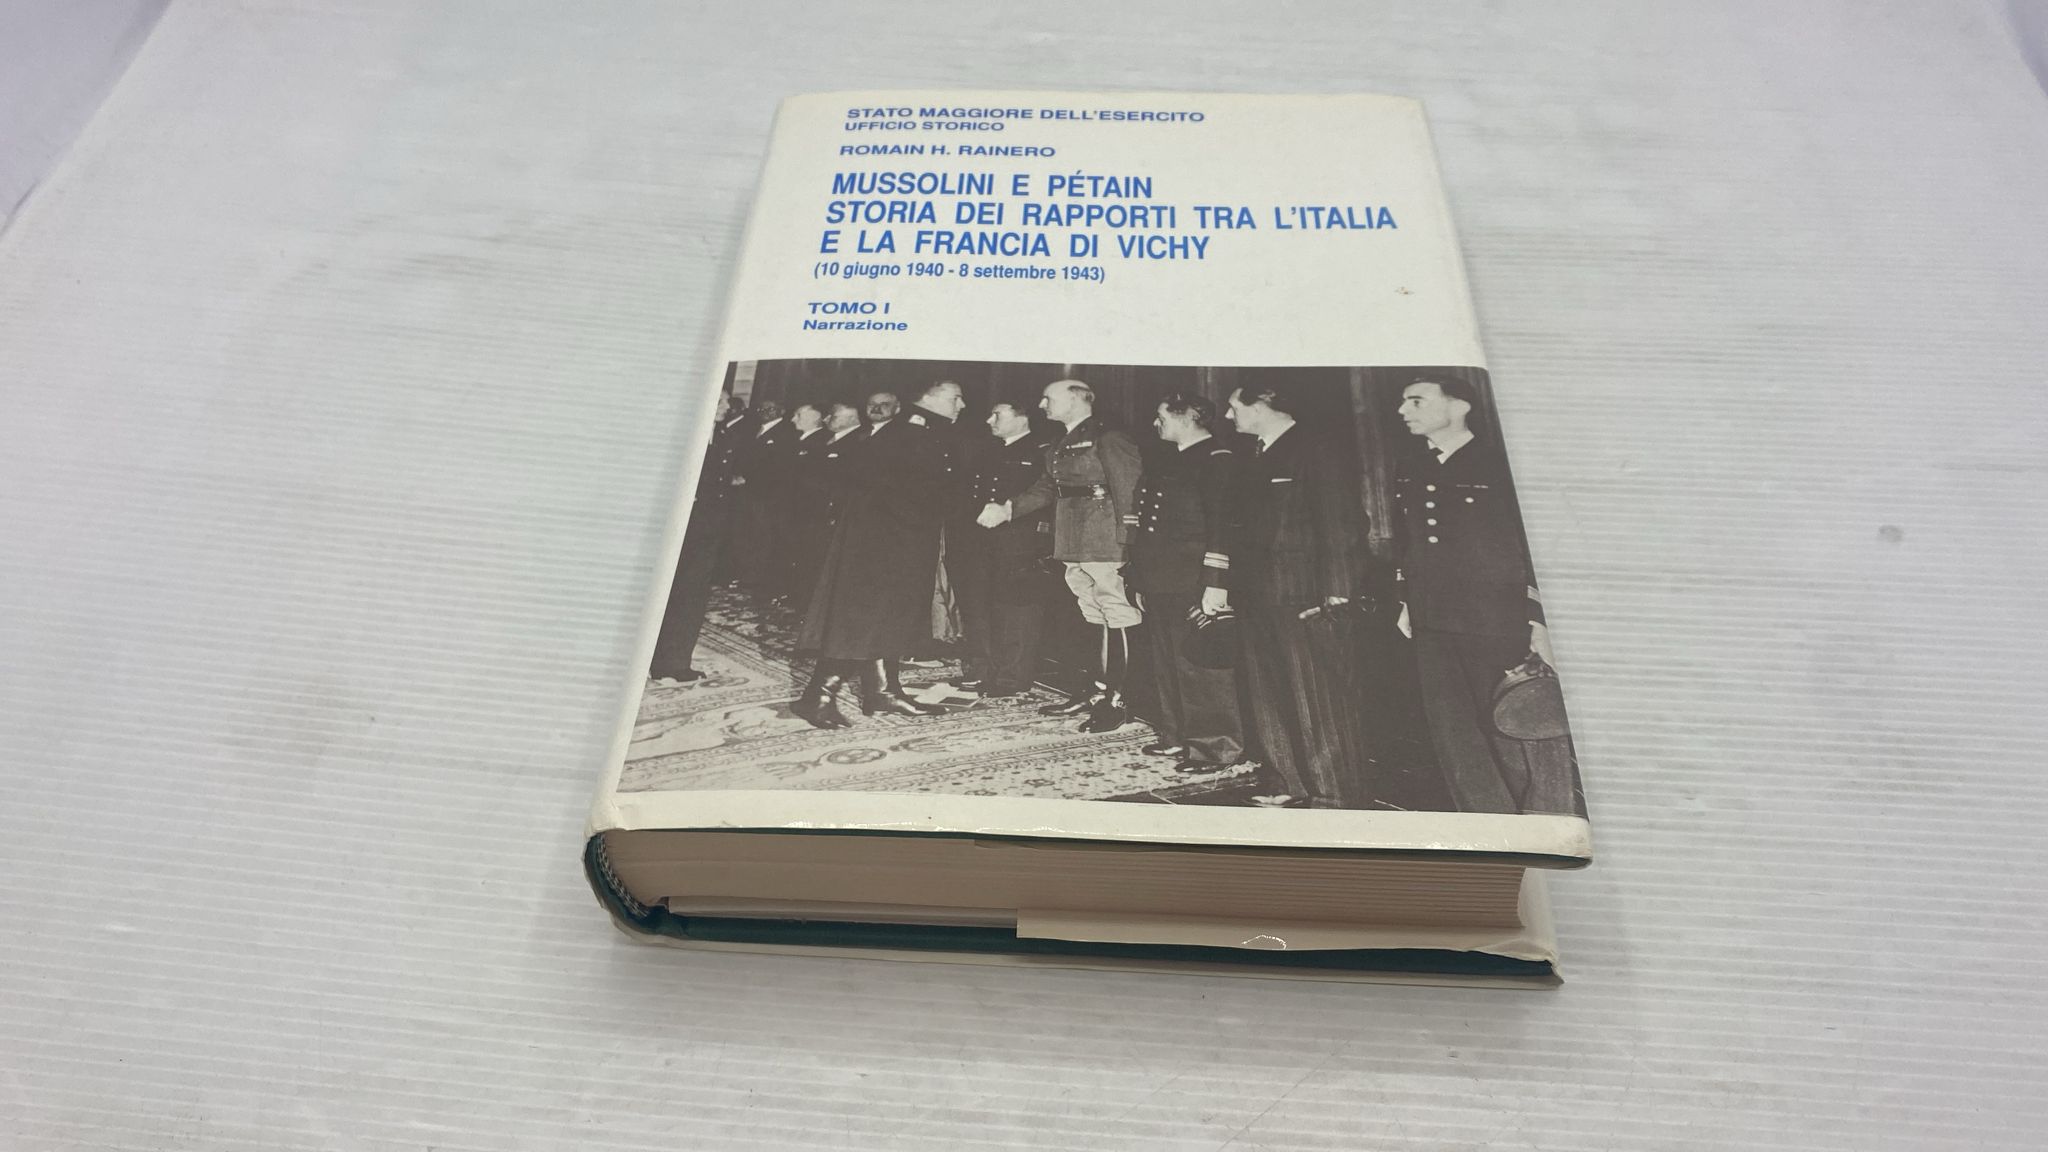 STATO MAGGIORE DELL'ESERCITO
UFFICIO STORICO
ROMAIN H. RAINERO
MUSSOLINI E PÉTAIN
STORIA DEI RAPPORTI TRA L'ITALIA
E LA FRANCIA DI VICHY
(10 giugno 1940 - 8 settembre 1943)
TOMO I
Narrazione